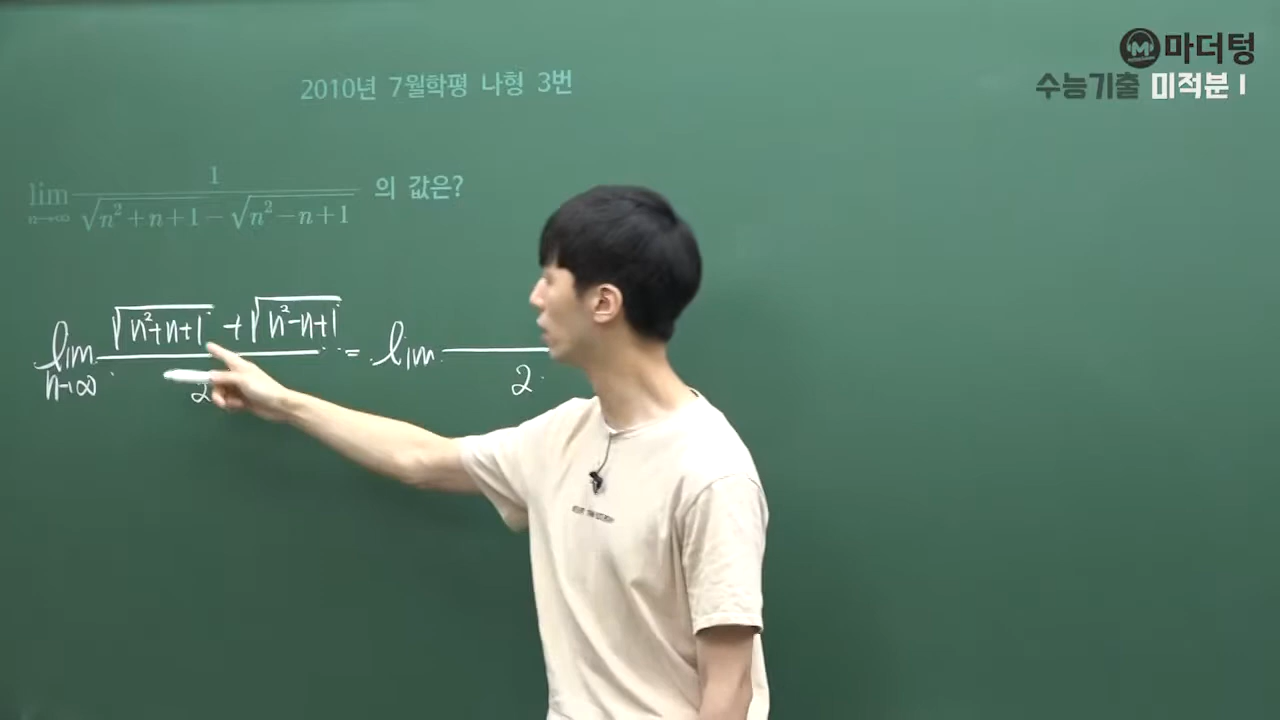 마더텅
수능기출 미적분 I
2010년 7월학평 나형 3번
lim n→∞ 1 / √(n²+n+1) − √(n²−n+1) 의 값은?
lim n→∞ √(n²+n+1) + √(n²−n+1) / 2 = lim / 2